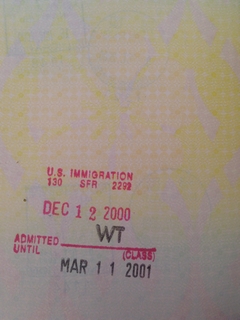 U.S. IMMIGRATION
130 SFR 2292
DEC 12 2000
WT
ADMITTED
UNTIL (CLASS)
MAR 11 2001